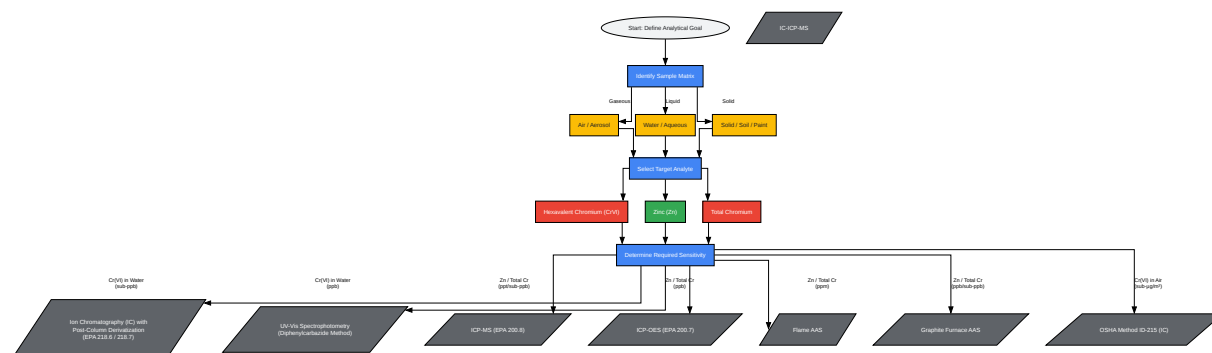 Start: Define Analytical Goal
IC-ICP-MS
Identify Sample Matrix
Gaseous
Liquid
Solid
Air / Aerosol
Water / Aqueous
Solid / Soil / Paint
Select Target Analyte
Hexavalent Chromium (CrVI)
Zinc (Zn)
Total Chromium
Determine Required Sensitivity
Cr(VI) in Water
(sub-ppb)
Cr(VI) in Water
(ppb)
Zn / Total Cr
(ppt/sub-ppb)
Zn / Total Cr
(ppb)
Zn / Total Cr
(ppm)
Zn / Total Cr
(ppb/sub-ppb)
Cr(VI) in Air
(sub-µg/m³)
Ion Chromatography (IC) with
Post-Column Derivatization
(EPA 218.6 / 218.7)
UV-Vis Spectrophotometry
(Diphenylcarbazide Method)
ICP-MS (EPA 200.8)
ICP-OES (EPA 200.7)
Flame AAS
Graphite Furnace AAS
OSHA Method ID-215 (IC)